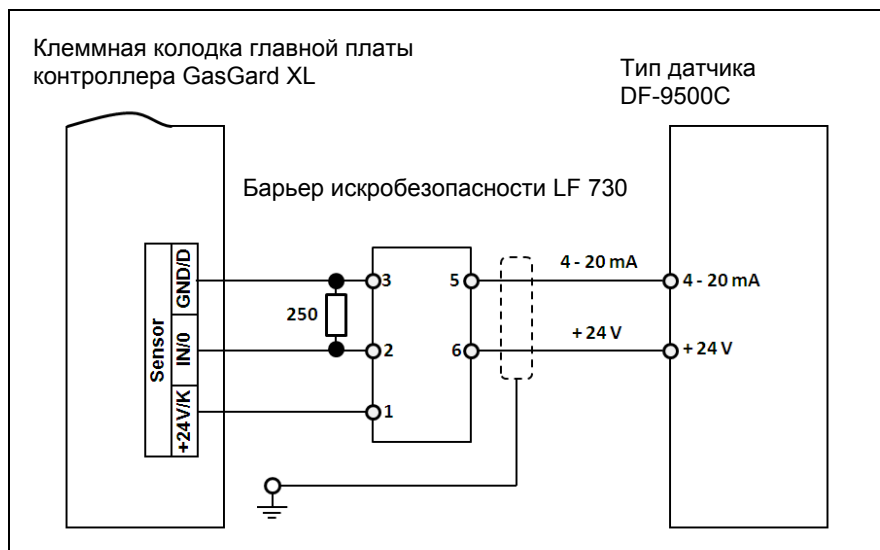 Клеммная колодка главной платы
контроллера GasGard XL
Тип датчика
DF-9500C
Барьер искробезопасности LF 730
Sensor
GND/D
IN/0
+24V/K
250
3
2
1
5
6
4 - 20 mA
+ 24 V
4 - 20 mA
+ 24 V